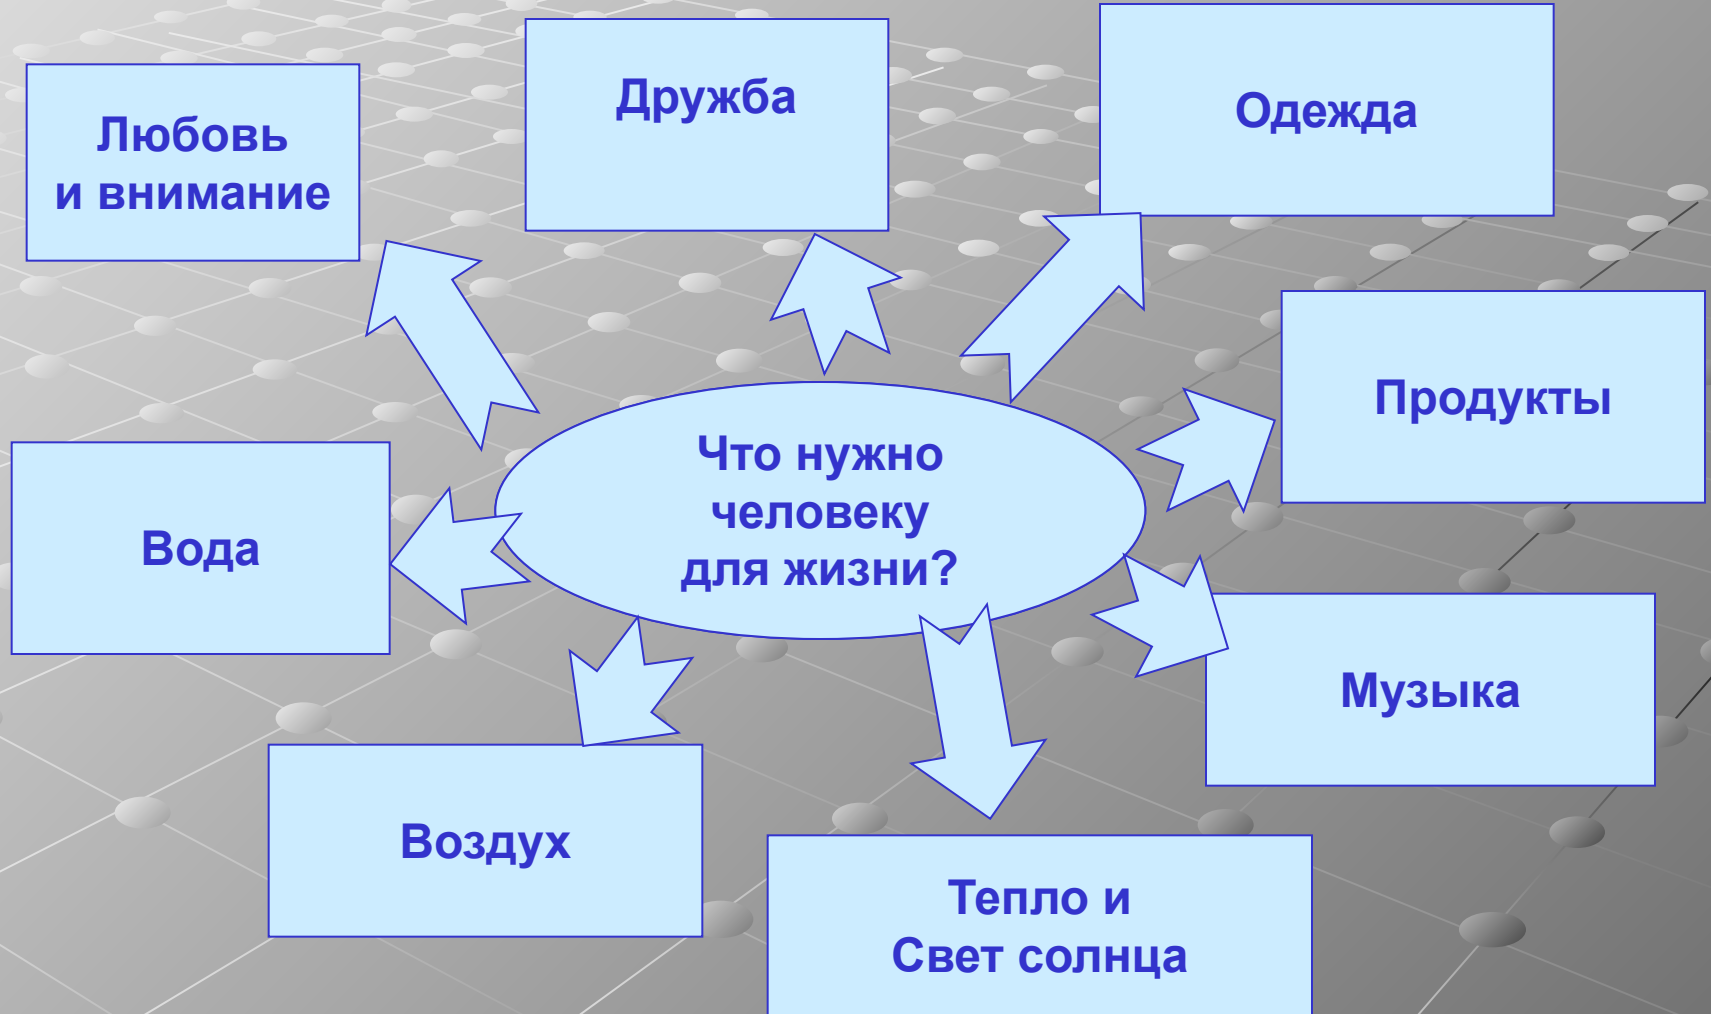 Любовь
и внимание
Дружба
Одежда
Продукты
Что нужно
человеку
для жизни?
Вода
Музыка
Воздух
Тепло и
Свет солнца